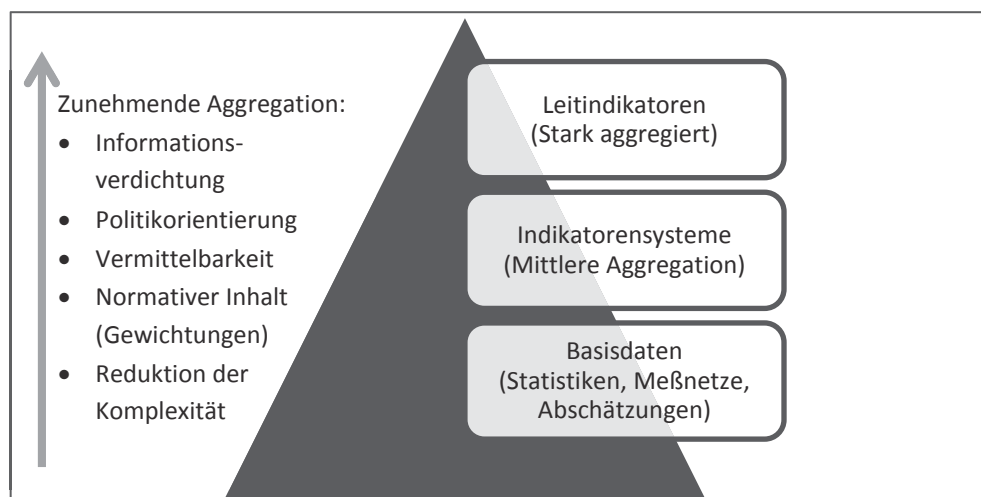 Zunehmende Aggregation:
• Informations-
verdichtung
• Politikorientierung
• Vermittelbarkeit
• Normativer Inhalt
(Gewichtungen)
• Reduktion der
Komplexität
Leitindikatoren
(Stark aggregiert)
Indikatorensysteme
(Mittlere Aggregation)
Basisdaten
(Statistiken, Meßnetze,
Abschätzungen)